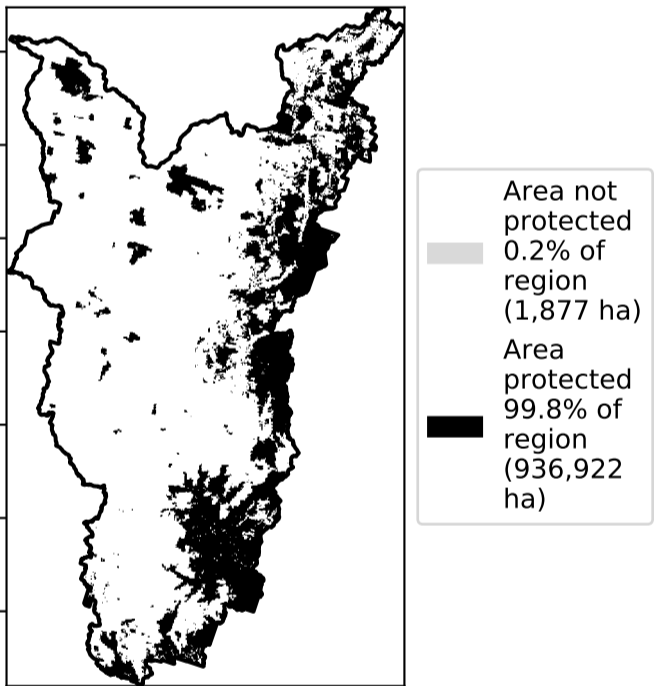 Area not
protected
0.2% of
region
(1,877 ha)
Area
protected
99.8% of
region
(936,922
ha)